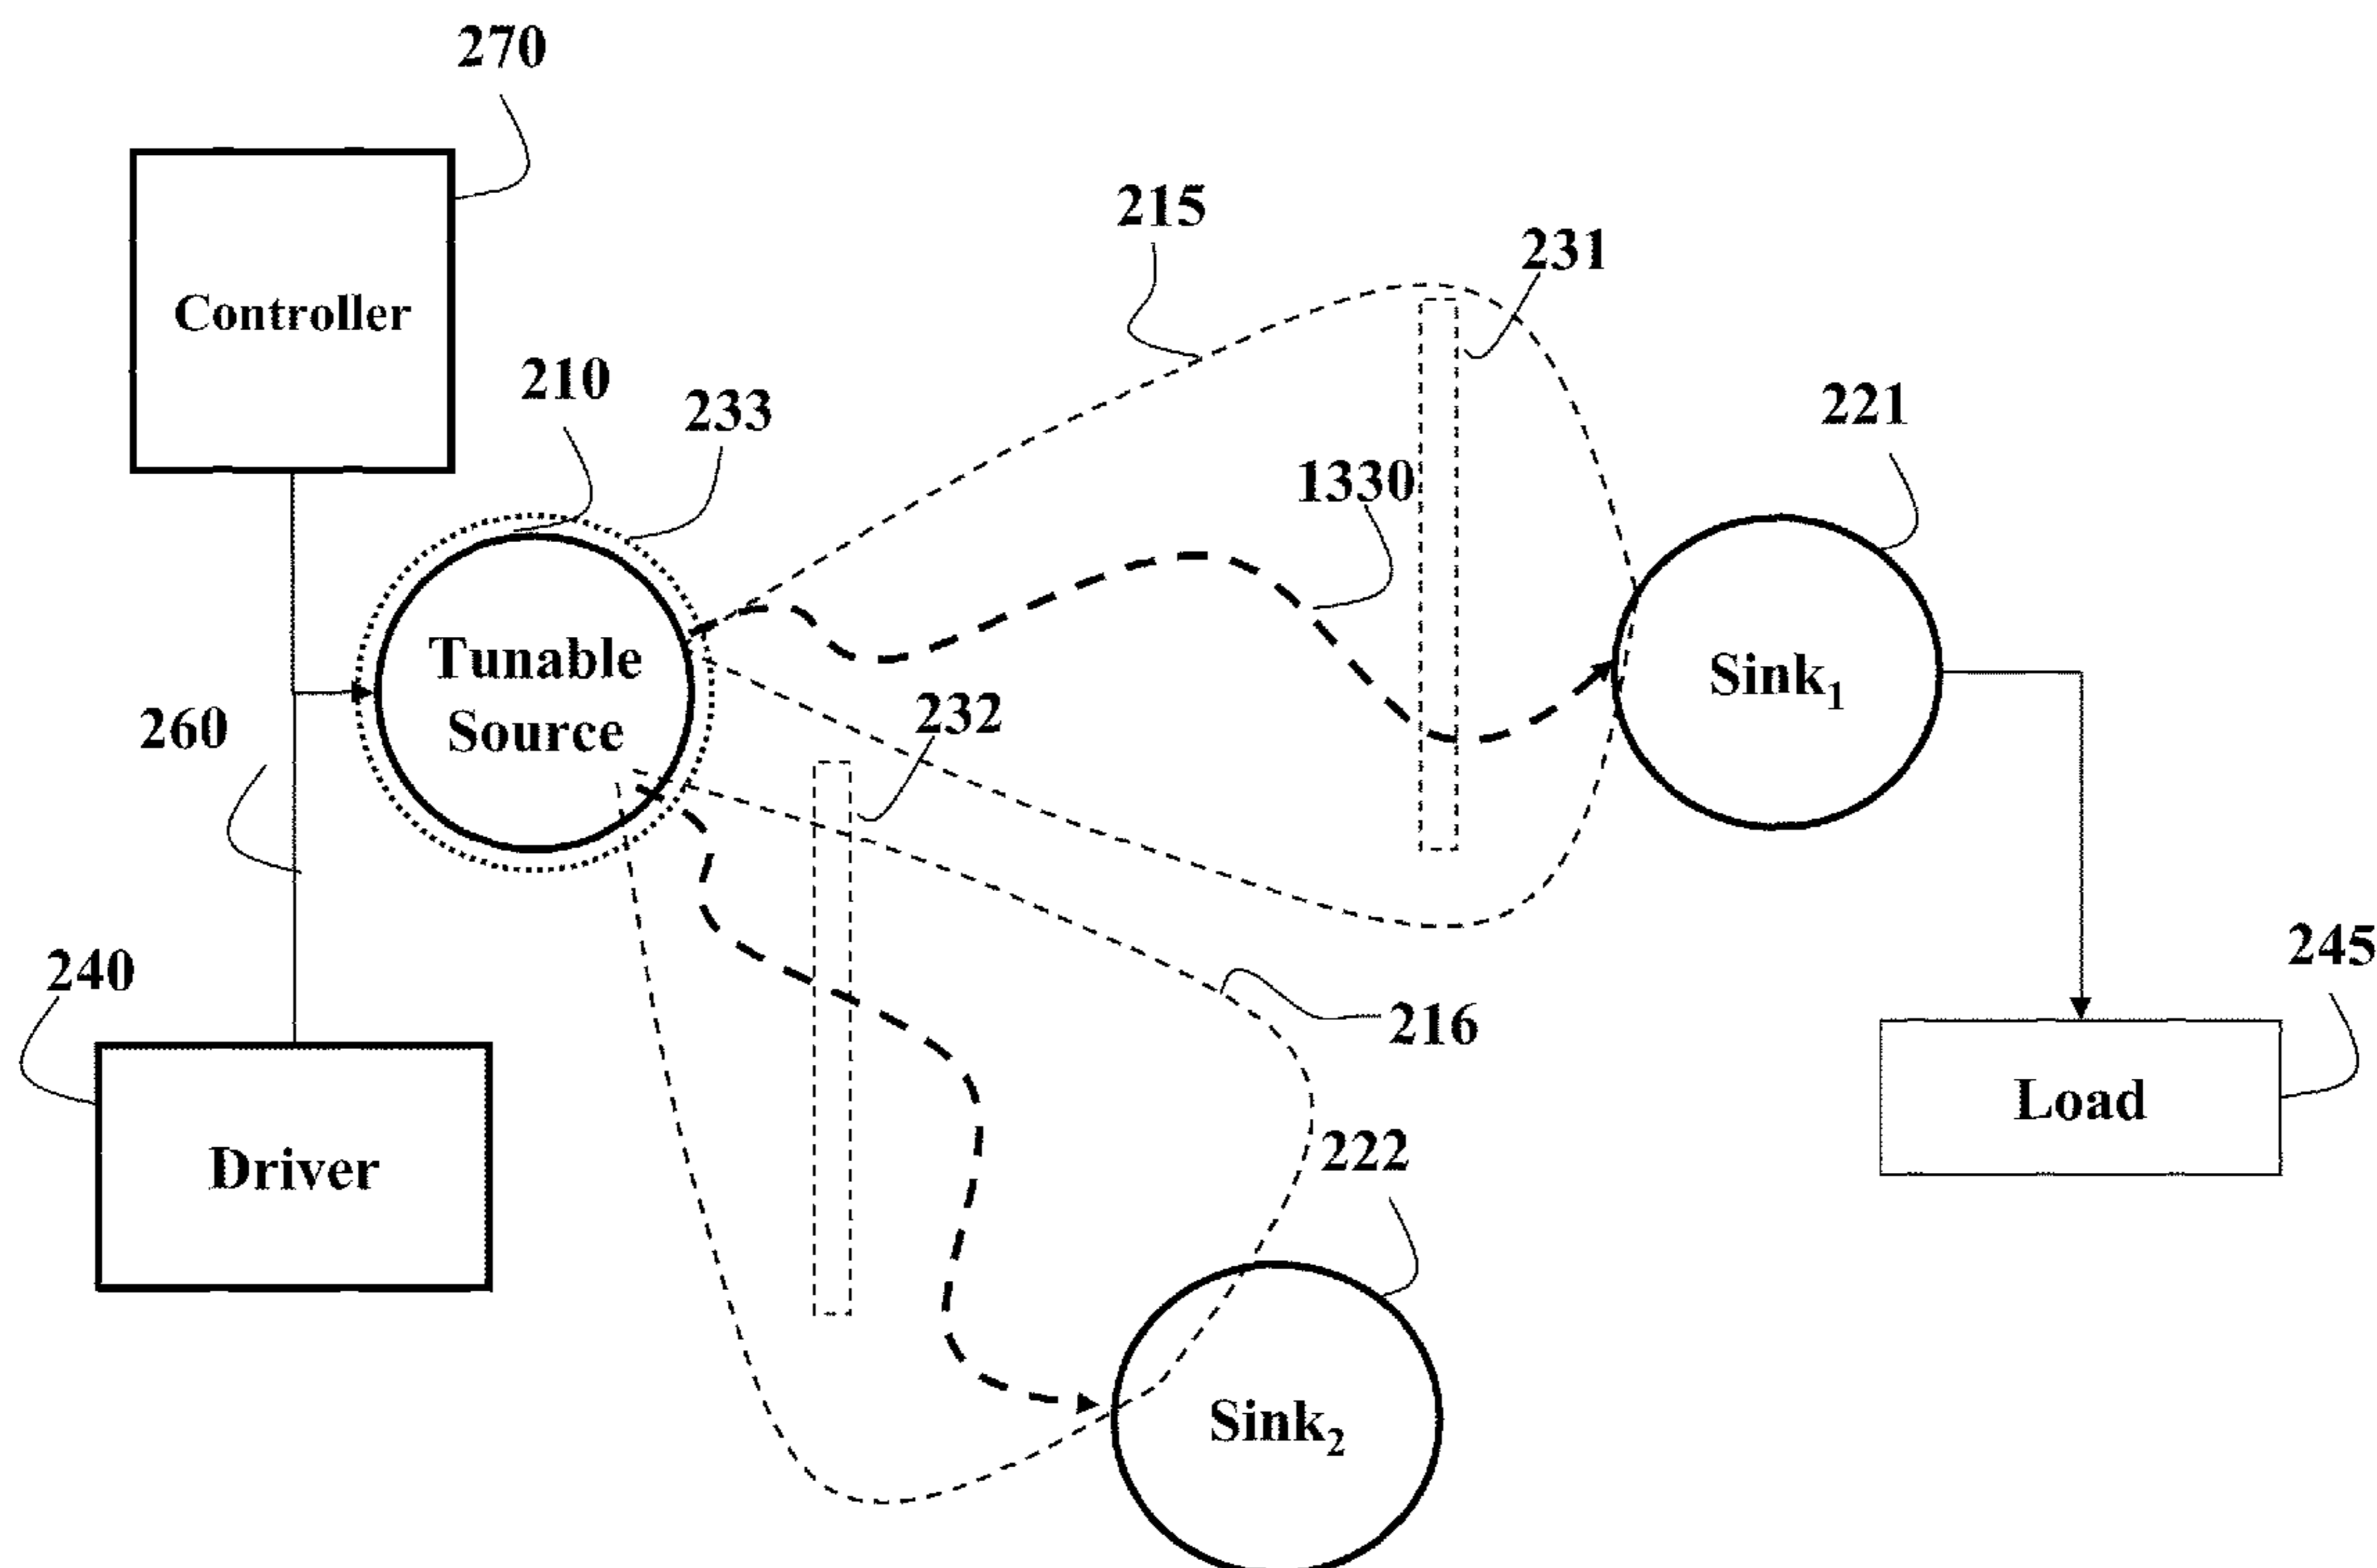 270
Controller
215
231
210
233
221
1330
Tunable
Source
Sink1
232
260
240
245
216
Load
222
Driver
Sink2